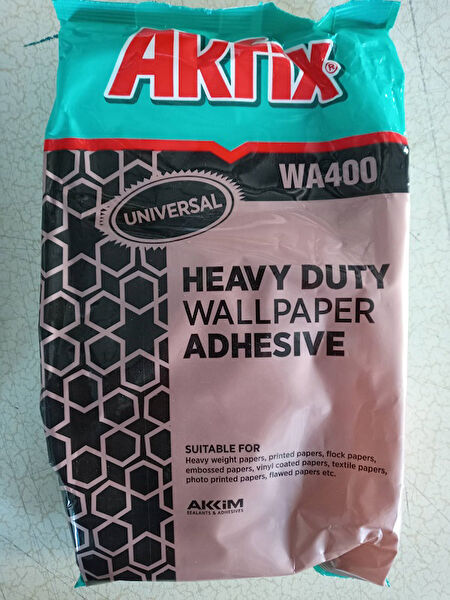 AKFIX®
WA400
UNIVERSAL
HEAVY DUTY
WALLPAPER
ADHESIVE
SUITABLE FOR
Heavy weight papers, printed papers, flock papers,
embossed papers, vinyl coated papers, textile papers,
photo printed papers, flawed papers etc.
AKKİM
SEALANTS & ADHESIVES